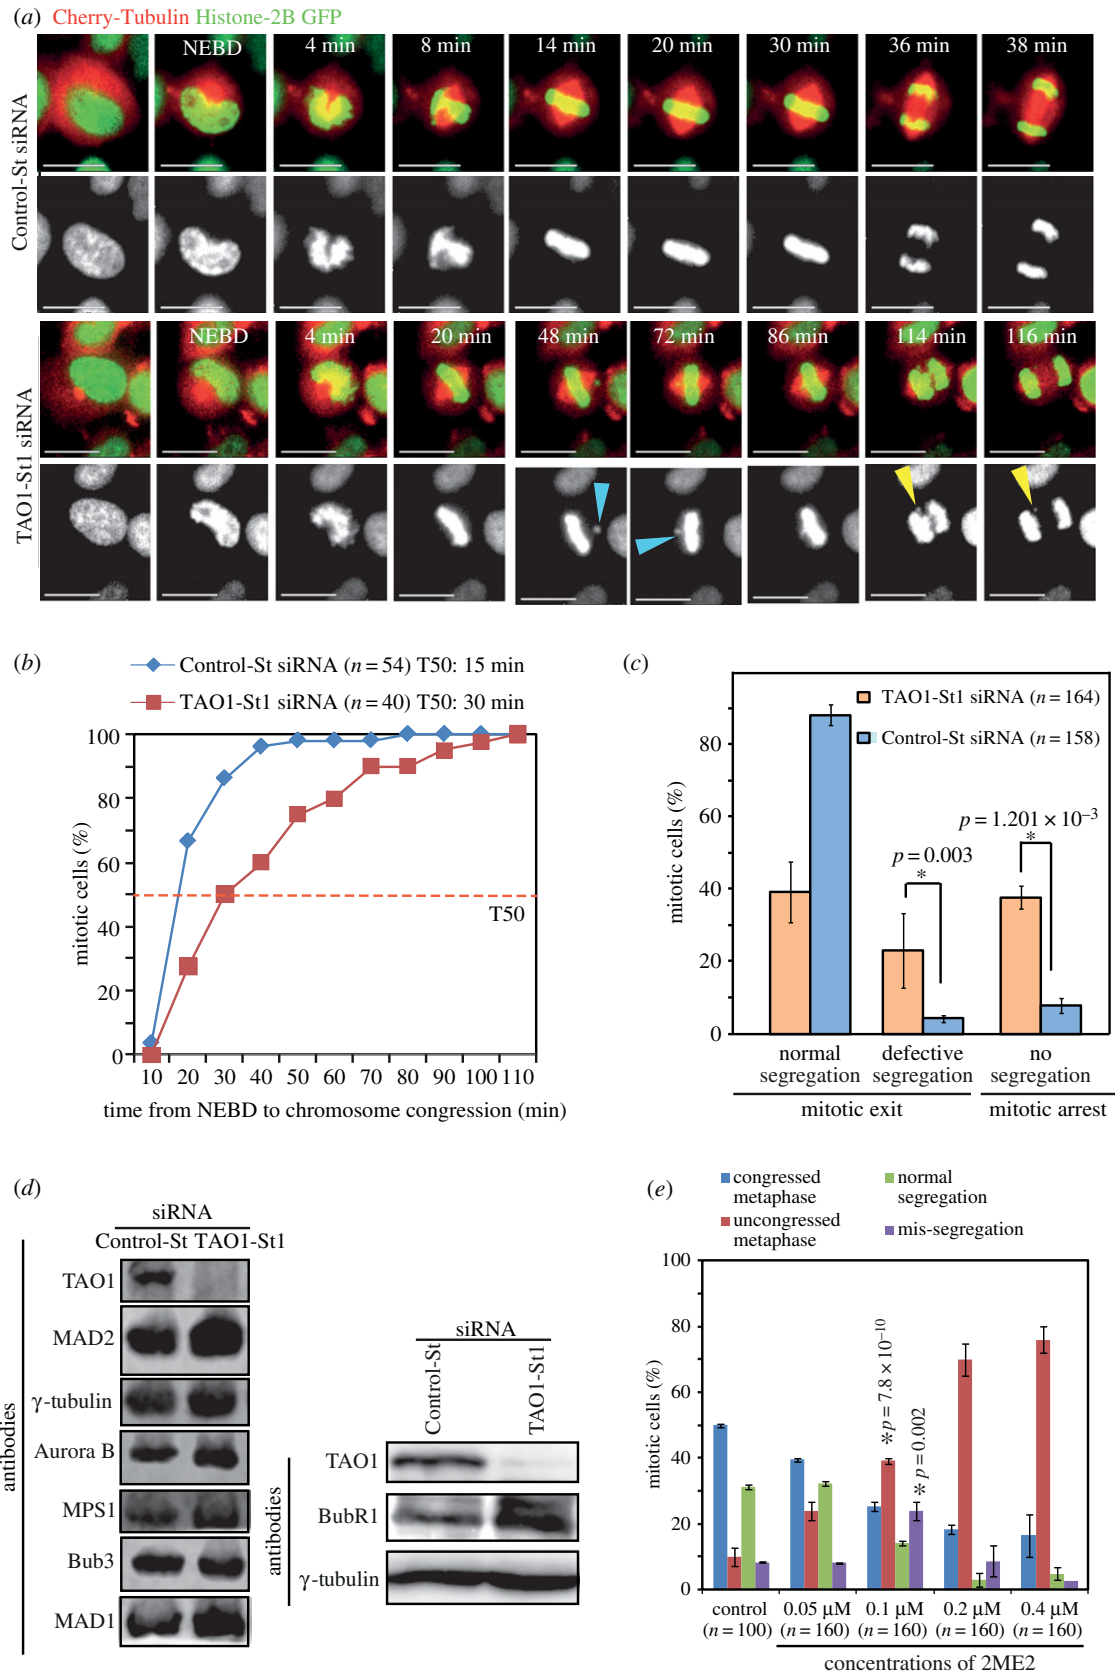 (a) Cherry-Tubulin Histone-2B GFP
Control-St siRNA
NEBD 4 min 8 min 14 min 20 min 30 min 36 min 38 min
TAO1-St1 siRNA
NEBD 4 min 20 min 48 min 72 min 86 min 114 min 116 min
(b)
Control-St siRNA (n = 54) T50: 15 min
TAO1-St1 siRNA (n = 40) T50: 30 min
mitotic cells (%)
100
80
60
40
20
0
T50
10 20 30 40 50 60 70 80 90 100 110
time from NEBD to chromosome congression (min)
(c)
TAO1-St1 siRNA (n = 164)
Control-St siRNA (n = 158)
mitotic cells (%)
80
60
40
20
0
p = 0.003
*
p = 1.201 × 10⁻³
*
normal segregation
defective segregation
no segregation
mitotic exit
mitotic arrest
(d)
siRNA
Control-St TAO1-St1
antibodies
TAO1
MAD2
γ-tubulin
Aurora B
MPS1
Bub3
MAD1
siRNA
Control-St
TAO1-St1
antibodies
TAO1
BubR1
γ-tubulin
(e)
congressed metaphase
normal segregation
uncongressed metaphase
mis-segregation
mitotic cells (%)
100
80
60
40
20
0
*p = 7.8 × 10⁻¹⁰
* p = 0.002
control 0.05 µM 0.1 µM 0.2 µM 0.4 µM
(n = 100) (n = 160) (n = 160) (n = 160) (n = 160)
concentrations of 2ME2